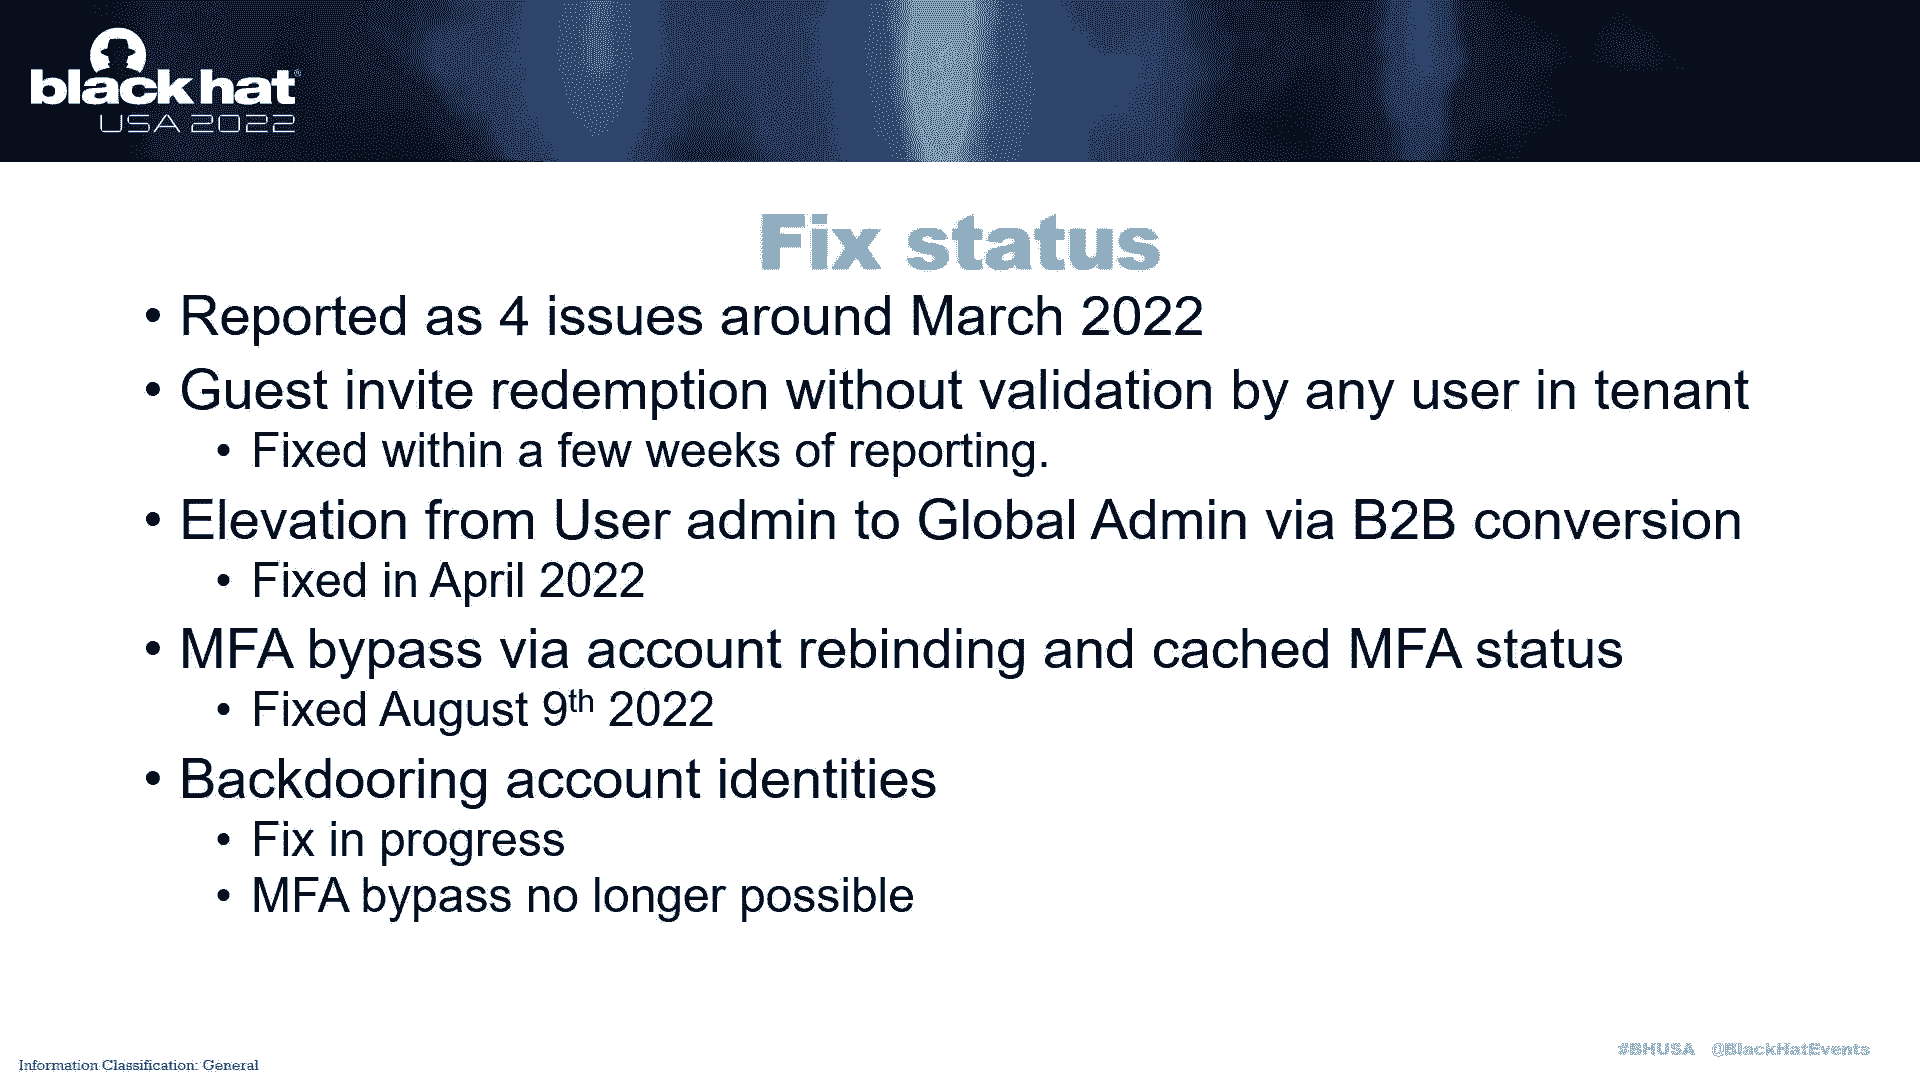 black hat®
USA 2022
Fix status
• Reported as 4 issues around March 2022
• Guest invite redemption without validation by any user in tenant
• Fixed within a few weeks of reporting.
• Elevation from User admin to Global Admin via B2B conversion
• Fixed in April 2022
• MFA bypass via account rebinding and cached MFA status
• Fixed August 9th 2022
• Backdooring account identities
• Fix in progress
• MFA bypass no longer possible
#BHUSA @BlackHatEvents
Information Classification: General